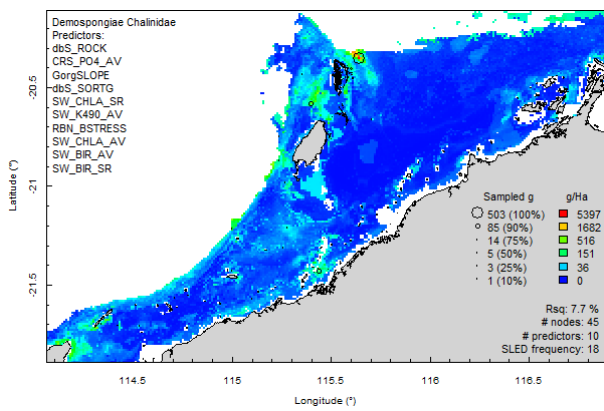 Demospongiae Chalinidae
Predictors:
dbS_ROCK
CRS_PO4_AV
GorgSLOPE
dbS_SORTG
SW_CHLA_SR
SW_K490_AV
RBN_BSTRESS
SW_CHLA_AV
SW_BIR_AV
SW_BIR_SR
Latitude (°)
-20.5
-21
-21.5
Sampled g g/Ha
503 (100%) 5397
85 (90%) 1682
14 (75%) 516
5 (50%) 151
3 (25%) 36
1 (10%) 0
Rsq: 7.7 %
# nodes: 45
# predictors: 10
SLED frequency: 18
114.5 115 115.5 116 116.5
Longitude (°)